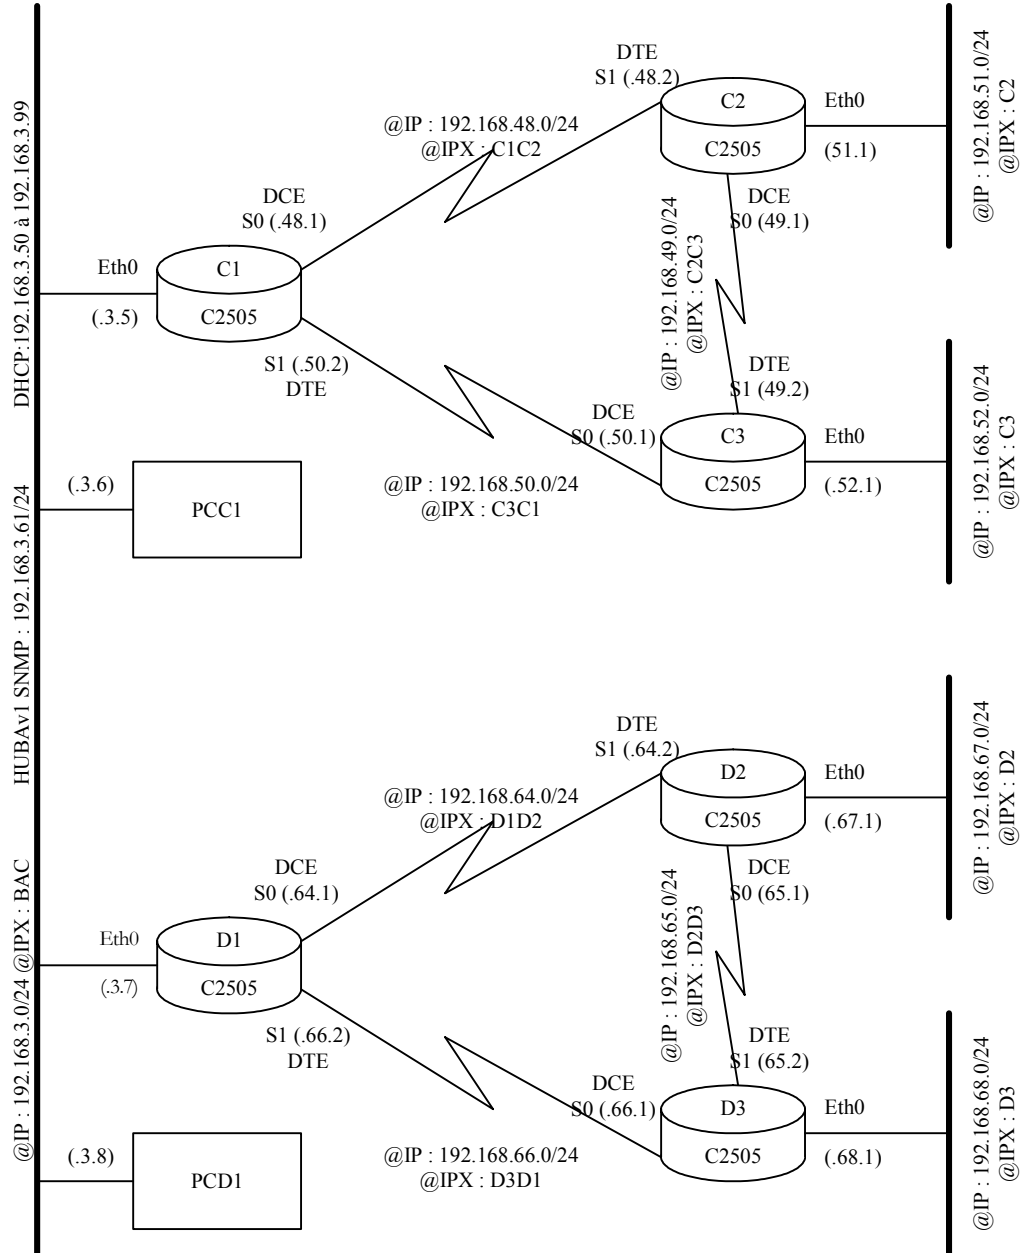 DHCP:192.168.3.50 à 192.168.3.99
HUBAv1 SNMP : 192.168.3.61/24
@IP : 192.168.3.0/24 @IPX : BAC
DTE
S1 (.48.2)
C2
C2505
Eth0
(51.1)
@IP : 192.168.51.0/24
@IPX : C2
@IP : 192.168.48.0/24
@IPX : C1C2
DCE
S0 (.48.1)
DCE
S0 (49.1)
@IP : 192.168.49.0/24
@IPX : C2C3
Eth0
(.3.5)
C1
C2505
S1 (.50.2)
DTE
DTE
S1 (49.2)
DCE
S0 (.50.1)
C3
C2505
Eth0
(.52.1)
@IP : 192.168.52.0/24
@IPX : C3
@IP : 192.168.50.0/24
@IPX : C3C1
(.3.6)
PCC1
DTE
S1 (.64.2)
D2
C2505
Eth0
(.67.1)
@IP : 192.168.67.0/24
@IPX : D2
@IP : 192.168.64.0/24
@IPX : D1D2
DCE
S0 (.64.1)
DCE
S0 (65.1)
@IP : 192.168.65.0/24
@IPX : D2D3
Eth0
(.3.7)
D1
C2505
S1 (.66.2)
DTE
DTE
S1 (65.2)
DCE
S0 (.66.1)
D3
C2505
Eth0
(.68.1)
@IP : 192.168.68.0/24
@IPX : D3
@IP : 192.168.66.0/24
@IPX : D3D1
(.3.8)
PCD1